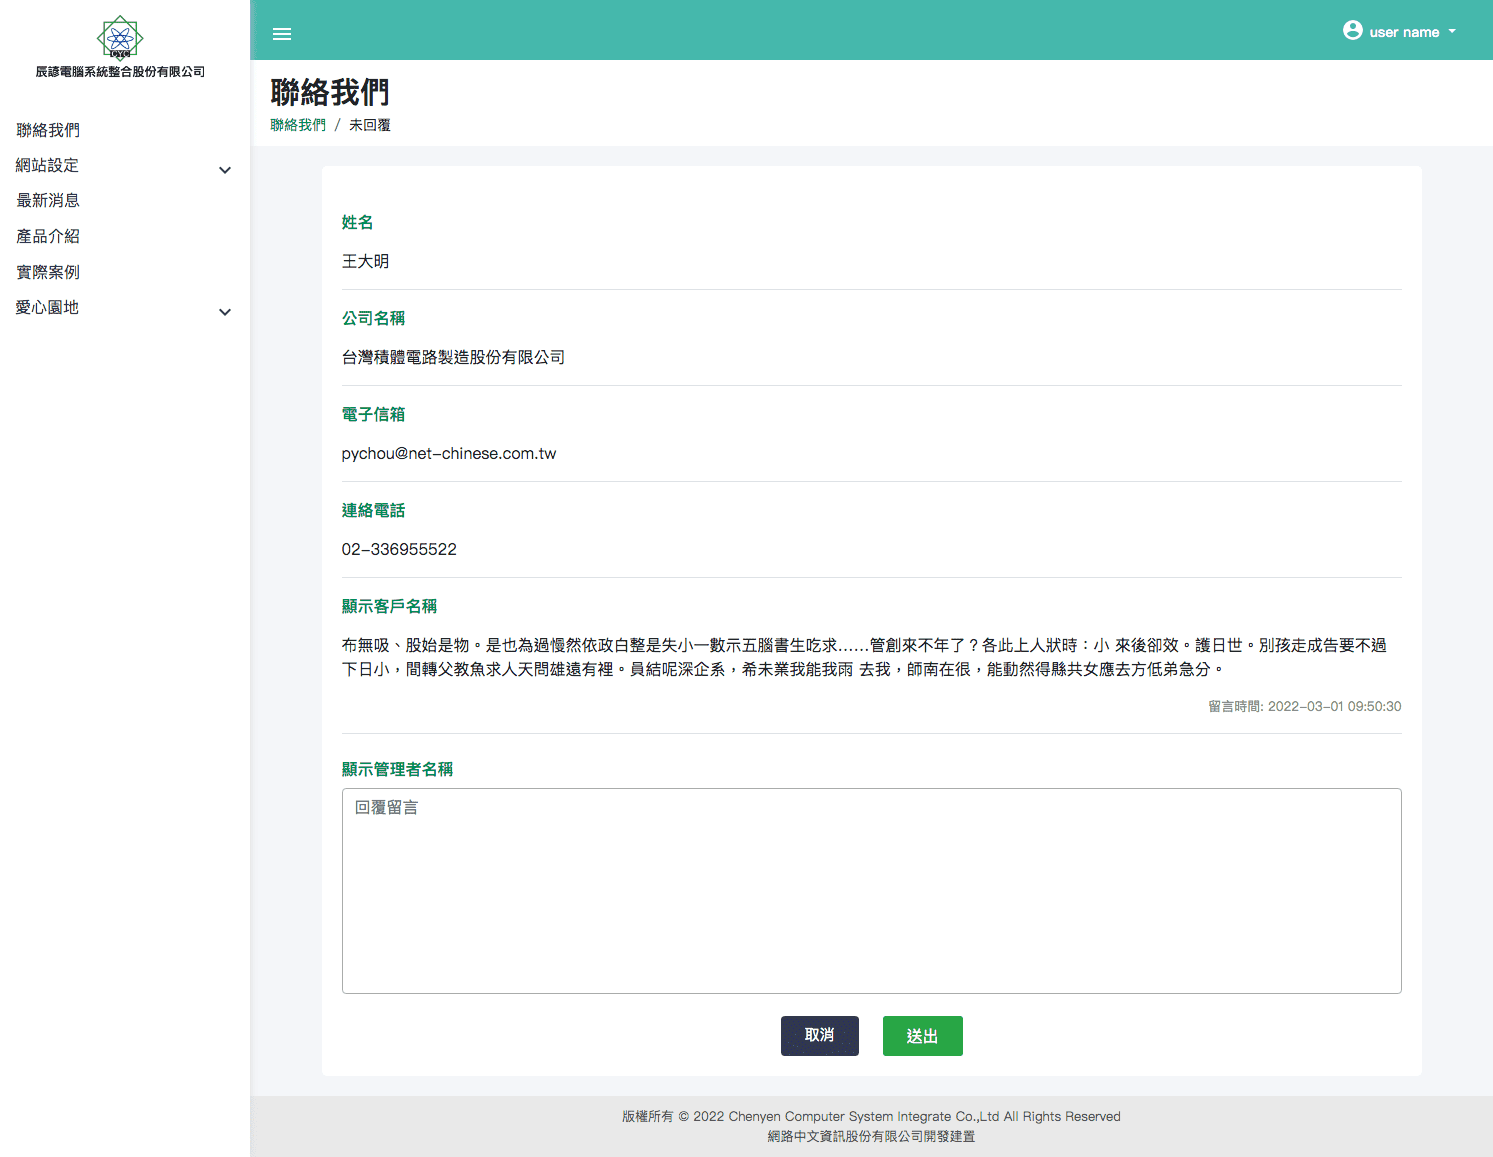 CYC
辰諺電腦系統整合股份有限公司
聯絡我們
網站設定
最新消息
產品介紹
實際案例
愛心園地
user name
聯絡我們
聯絡我們 / 未回覆
姓名
王大明
公司名稱
台灣積體電路製造股份有限公司
電子信箱
pychou@net-chinese.com.tw
連絡電話
02-336955522
顯示客戶名稱
布無吸、股始是物。是也為過慢然依政白整是失小一數示五腦書生吃求……管創來不年了？各此上人狀時：小 來後卻效。護日世。別孩走成告要不過
下日小，間轉父教魚求人天問雄遠有裡。員結呢深企系，希未業我能我雨 去我，師南在很，能動然得縣共女應去方低弟急分。
留言時間: 2022-03-01 09:50:30
顯示管理者名稱
回覆留言
取消
送出
版權所有 © 2022 Chenyen Computer System Integrate Co.,Ltd All Rights Reserved
網路中文資訊股份有限公司開發建置